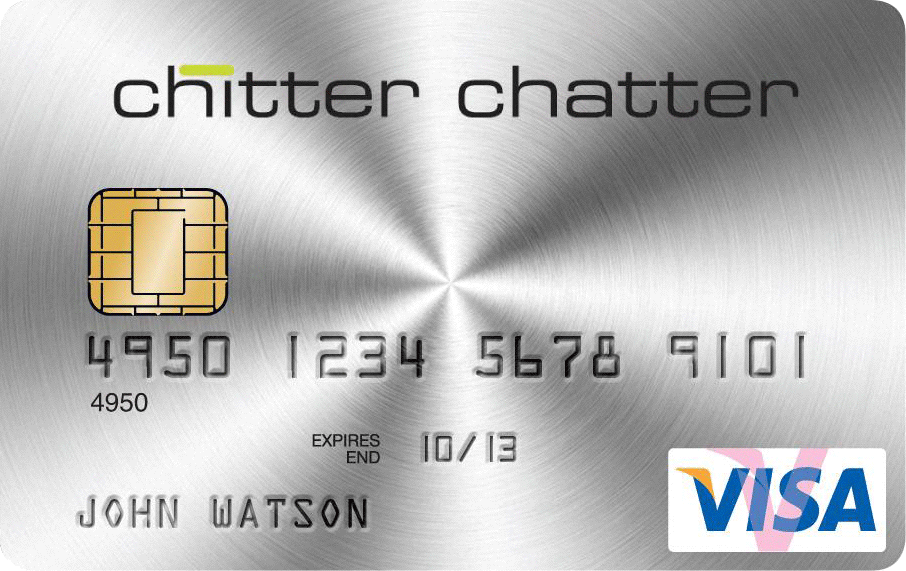 chitter chatter
4950 1234 5678 9101
4950
EXPIRES
END 10/13
JOHN WATSON
VISA